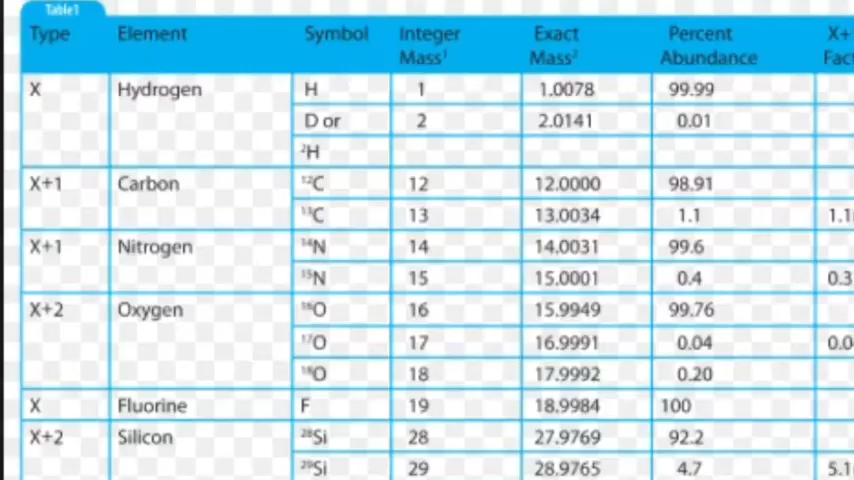 Table1
Type Element Symbol Integer Mass¹ Exact Mass² Percent Abundance X+
X Hydrogen H 1 1.0078 99.99
D or 2 2.0141 0.01
²H
X+1 Carbon ¹²C 12 12.0000 98.91
¹³C 13 13.0034 1.1
X+1 Nitrogen ¹⁴N 14 14.0031 99.6
¹⁵N 15 15.0001 0.4
X+2 Oxygen ¹⁶O 16 15.9949 99.76
¹⁷O 17 16.9991 0.04
¹⁸O 18 17.9992 0.20
X Fluorine F 19 18.9984 100
X+2 Silicon ²⁸Si 28 27.9769 92.2
²⁹Si 29 28.9765 4.7